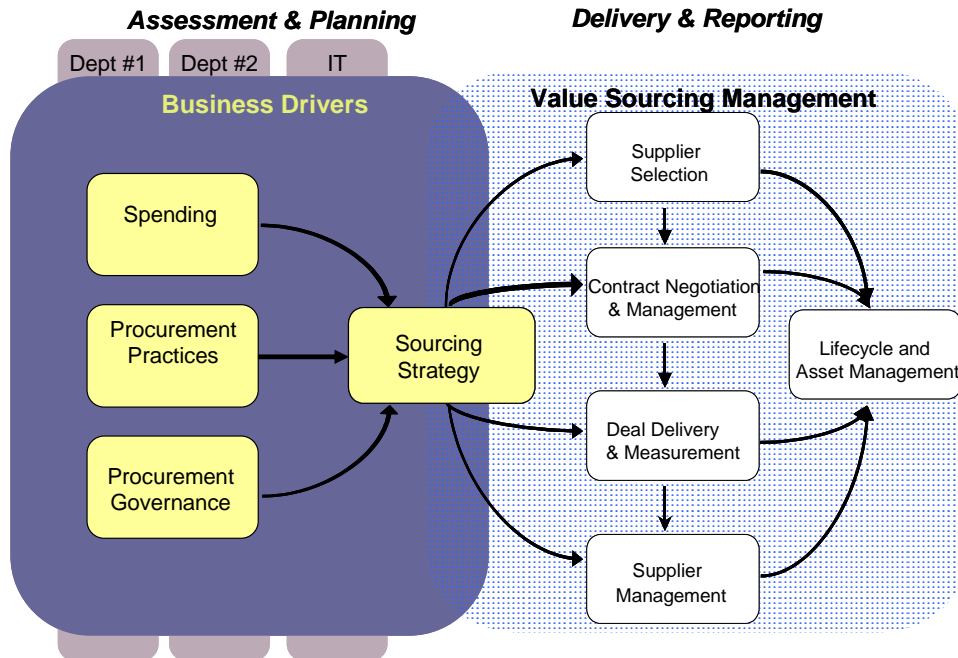 Assessment & Planning
Delivery & Reporting
Dept #1
Dept #2
IT
Business Drivers
Value Sourcing Management
Spending
Procurement
Practices
Procurement
Governance
Sourcing
Strategy
Supplier
Selection
Contract Negotiation
& Management
Deal Delivery
& Measurement
Supplier
Management
Lifecycle and
Asset Management